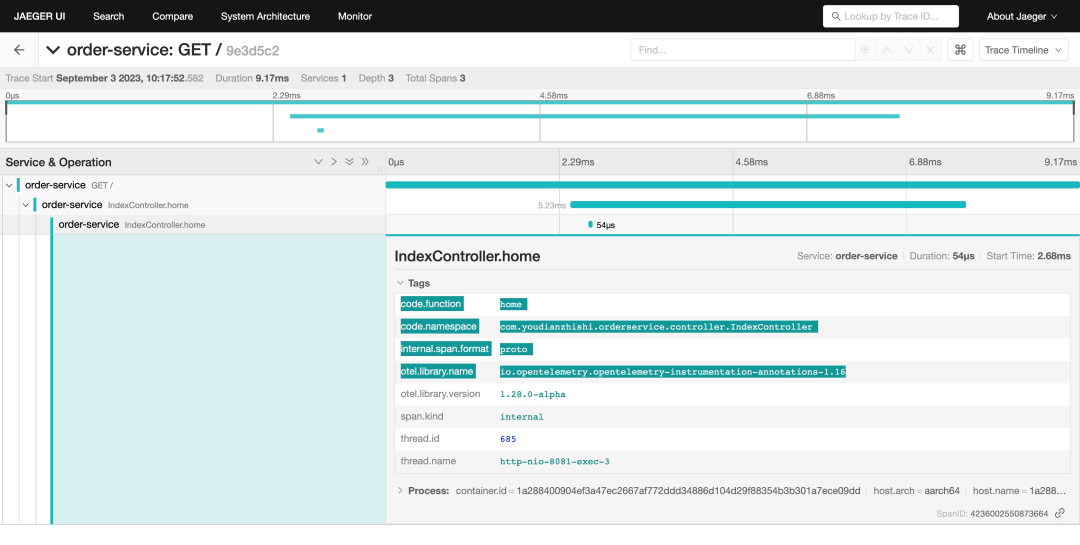 JAEGER UI Search Compare System Architecture Monitor Lookup by Trace ID... About Jaeger
order-service: GET / 9e3d5c2 Find... ⌘ Trace Timeline
Trace Start September 3 2023, 10:17:52.582 Duration 9.17ms Services 1 Depth 3 Total Spans 3
0μs 2.29ms 4.58ms 6.88ms 9.17ms
Service & Operation 0μs 2.29ms 4.58ms 6.88ms 9.17ms
order-service GET /
order-service IndexController.home 5.23ms
order-service IndexController.home 54μs
IndexController.home Service: order-service Duration: 54μs Start Time: 2.68ms
Tags
code.function home
code.namespace com.youdianzhishi.orderservice.controller.IndexController
internal.span.format proto
otel.library.name io.opentelemetry.opentelemetry-instrumentation-annotations-1.16
otel.library.version 1.28.0-alpha
span.kind internal
thread.id 685
thread.name http-nio-8081-exec-3
Process: container.id = 1a288400904ef3a47ec2667af772ddd34886d104d29f88354b3b301a7ece09dd host.arch = aarch64 host.name = 1a288...
SpanID: 4236002550873664